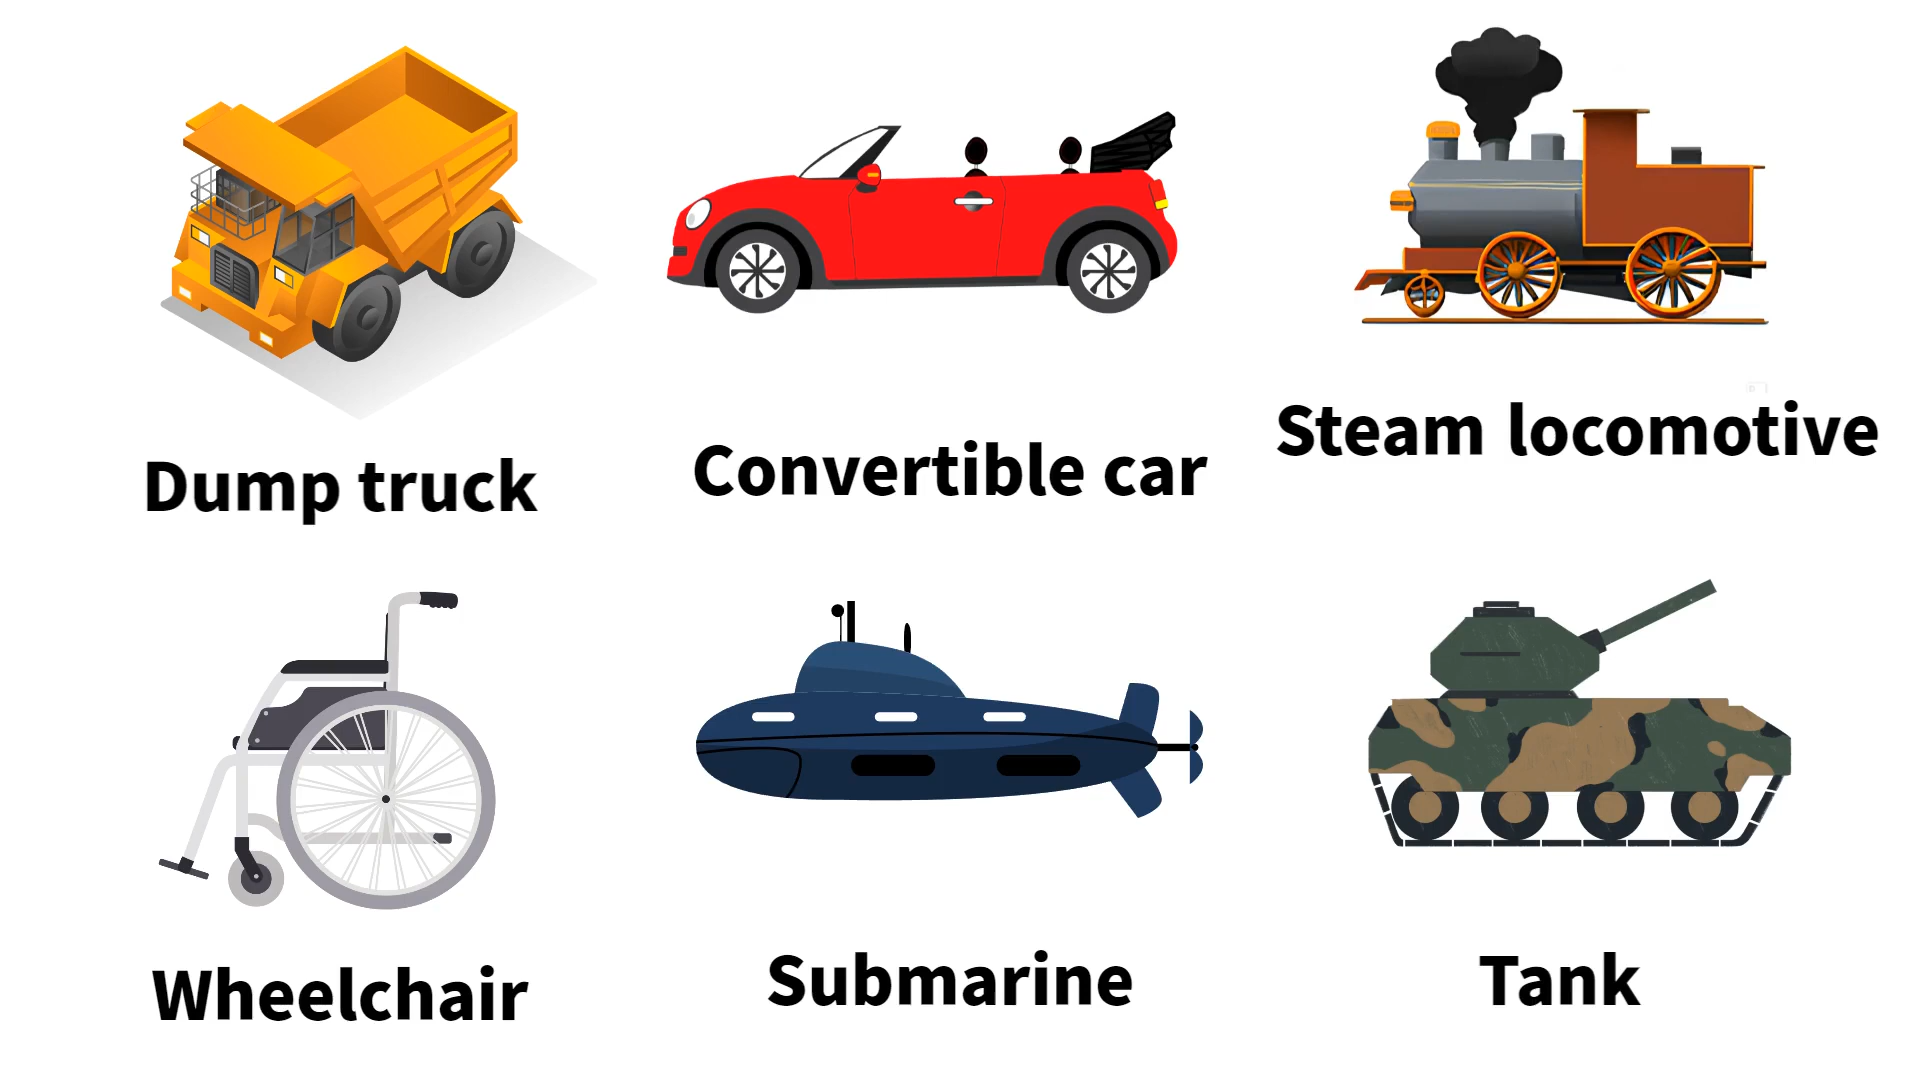 Dump truck
Convertible car
Steam locomotive
Wheelchair
Submarine
Tank